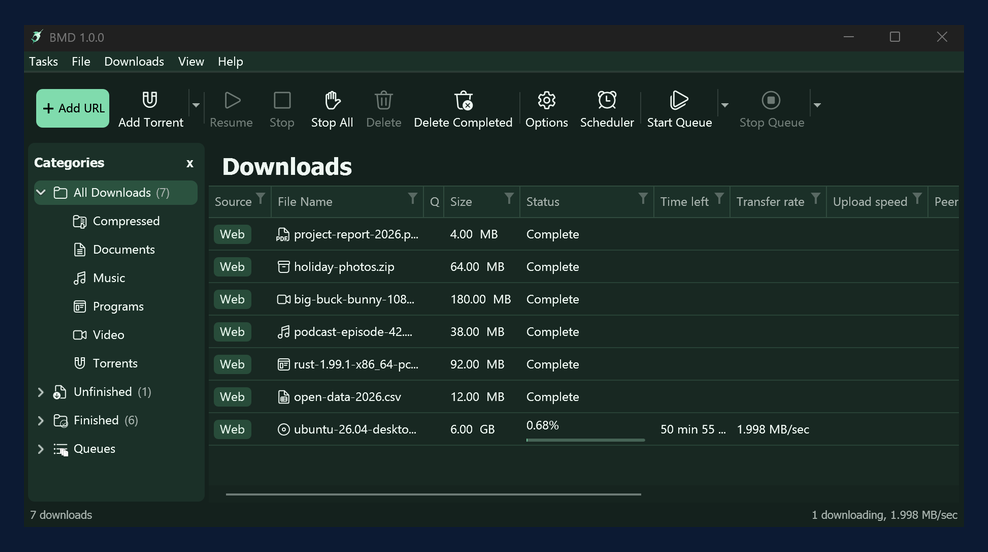 BMD 1.0.0
Tasks File Downloads View Help
+ Add URL Add Torrent Resume Stop Stop All Delete Delete Completed Options Scheduler Start Queue Stop Queue
Categories x
All Downloads (7)
Compressed
Documents
Music
Programs
Video
Torrents
Unfinished (1)
Finished (6)
Queues
Downloads
Source File Name Q Size Status Time left Transfer rate Upload speed Peer
Web project-report-2026.p... 4.00 MB Complete
Web holiday-photos.zip 64.00 MB Complete
Web big-buck-bunny-108... 180.00 MB Complete
Web podcast-episode-42.... 38.00 MB Complete
Web rust-1.99.1-x86_64-pc... 92.00 MB Complete
Web open-data-2026.csv 12.00 MB Complete
Web ubuntu-26.04-deskto... 6.00 GB 0.68% 50 min 55 ... 1.998 MB/sec
7 downloads 1 downloading, 1.998 MB/sec